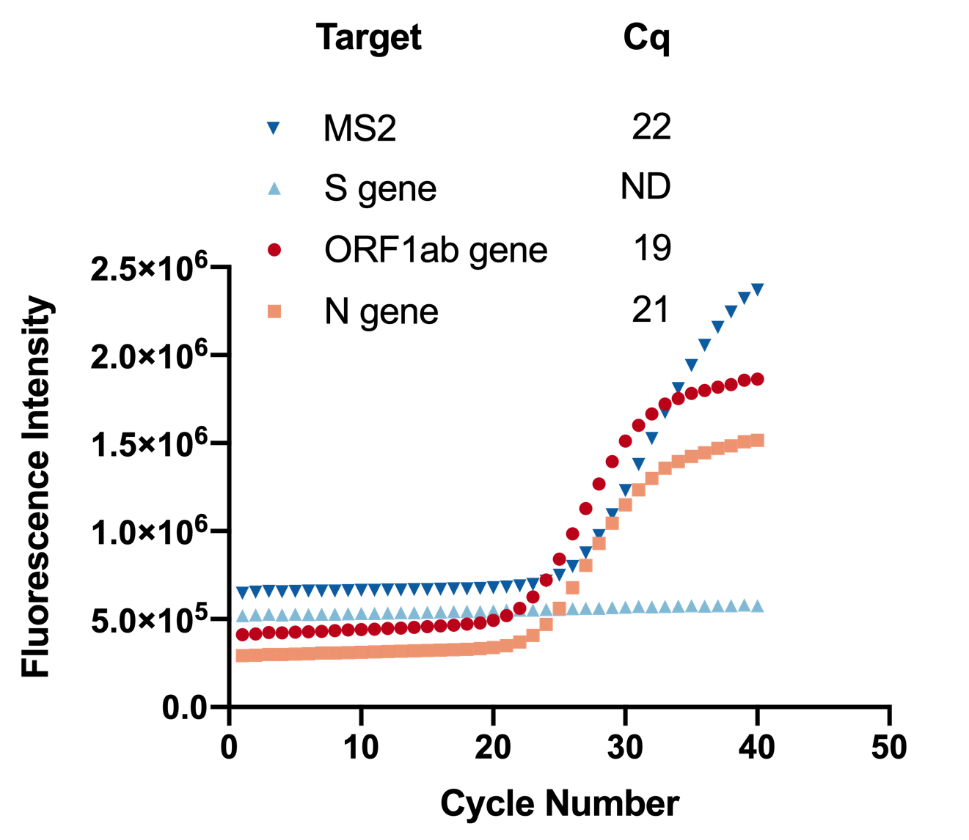 Target Cq
MS2 22
S gene ND
ORF1ab gene 19
N gene 21
2.5×10⁶
2.0×10⁶
1.5×10⁶
1.0×10⁶
5.0×10⁵
0.0
Fluorescence Intensity
0 10 20 30 40 50
Cycle Number